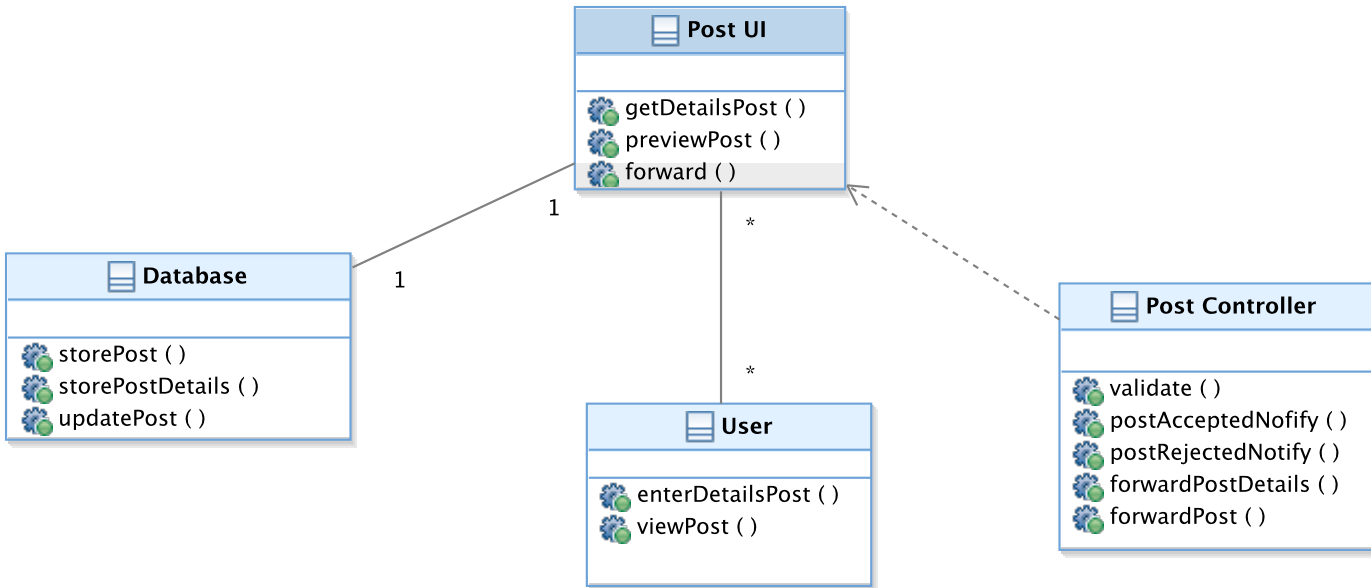 Post UI
getDetailsPost ( )
previewPost ( )
forward ( )
1
*
Database
1
storePost ( )
storePostDetails ( )
updatePost ( )
*
User
enterDetailsPost ( )
viewPost ( )
Post Controller
validate ( )
postAcceptedNofify ( )
postRejectedNotify ( )
forwardPostDetails ( )
forwardPost ( )